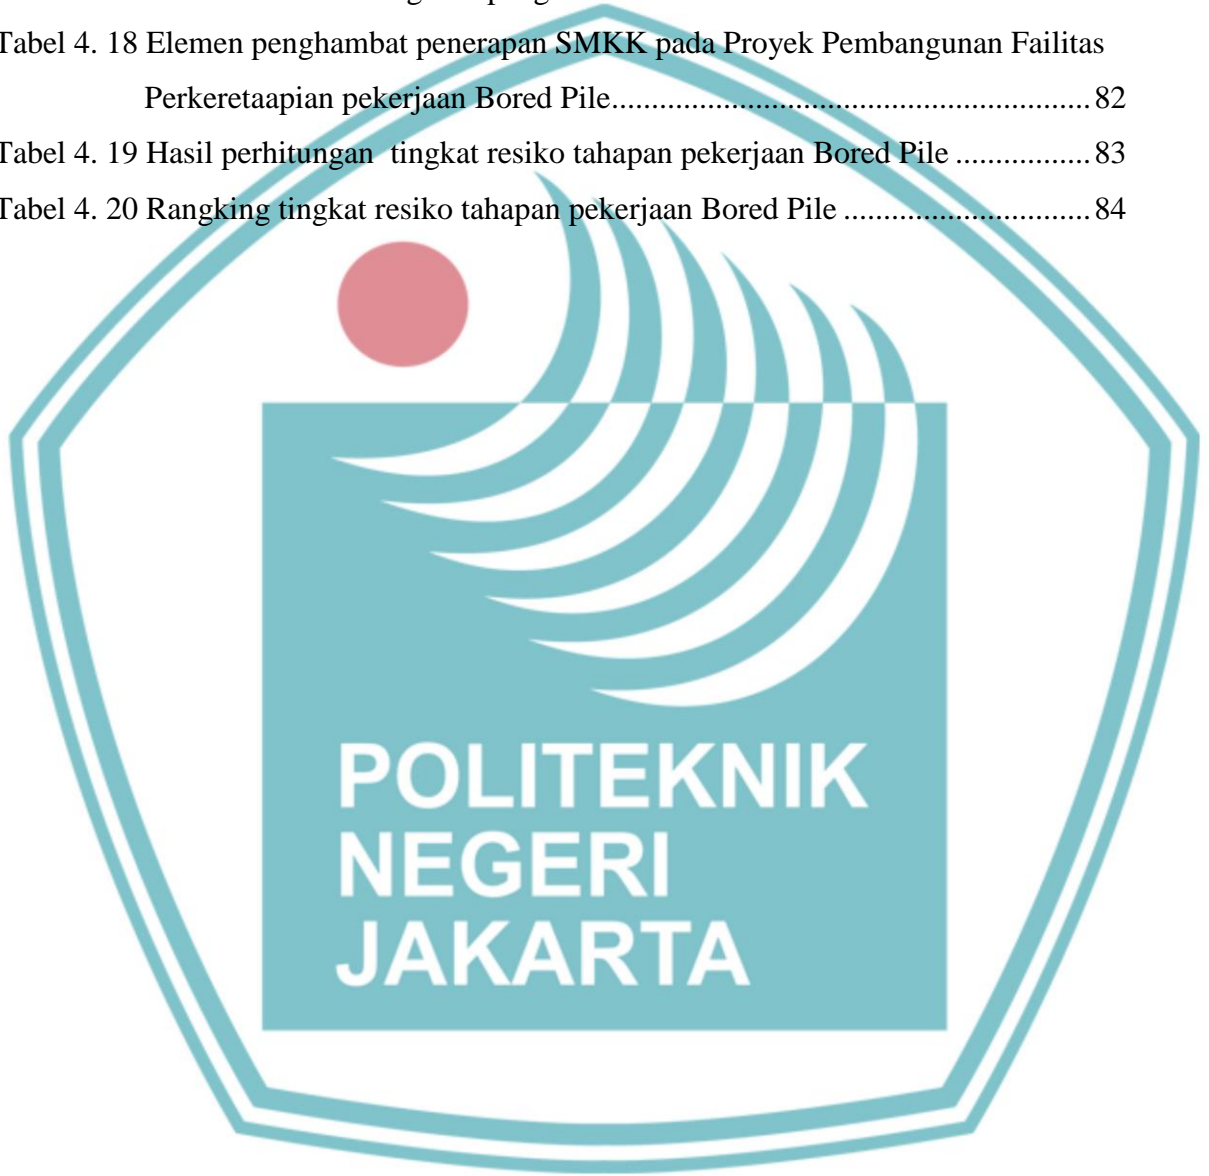 Tabel 4. 18 Elemen penghambat penerapan SMKK pada Proyek Pembangunan Failitas
Perkeretaapian pekerjaan Bored Pile............................................................ 82
Tabel 4. 19 Hasil perhitungan tingkat resiko tahapan pekerjaan Bored Pile ................. 83
Tabel 4. 20 Rangking tingkat resiko tahapan pekerjaan Bored Pile ............................... 84
POLITEKNIK
NEGERI
JAKARTA